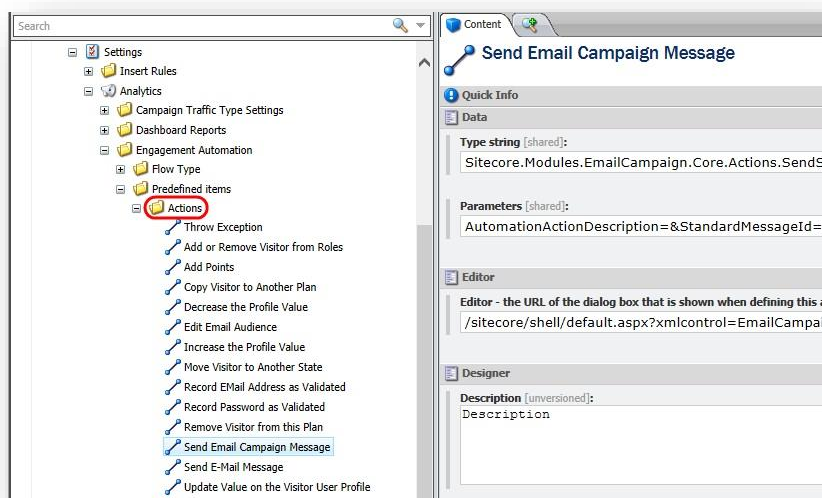 Search
Settings
Insert Rules
Analytics
Campaign Traffic Type Settings
Dashboard Reports
Engagement Automation
Flow Type
Predefined items
Actions
Throw Exception
Add or Remove Visitor from Roles
Add Points
Copy Visitor to Another Plan
Decrease the Profile Value
Edit Email Audience
Increase the Profile Value
Move Visitor to Another State
Record EMail Address as Validated
Record Password as Validated
Remove Visitor from this Plan
Send Email Campaign Message
Send E-Mail Message
Update Value on the Visitor User Profile
Content
Send Email Campaign Message
Quick Info
Data
Type string [shared]:
Sitecore.Modules.EmailCampaign.Core.Actions.SendS
Parameters [shared]:
AutomationActionDescription=&StandardMessageId=
Editor
Editor - the URL of the dialog box that is shown when defining this a
/sitecore/shell/default.aspx?xmlcontrol=EmailCampai
Designer
Description [unversioned]:
Description